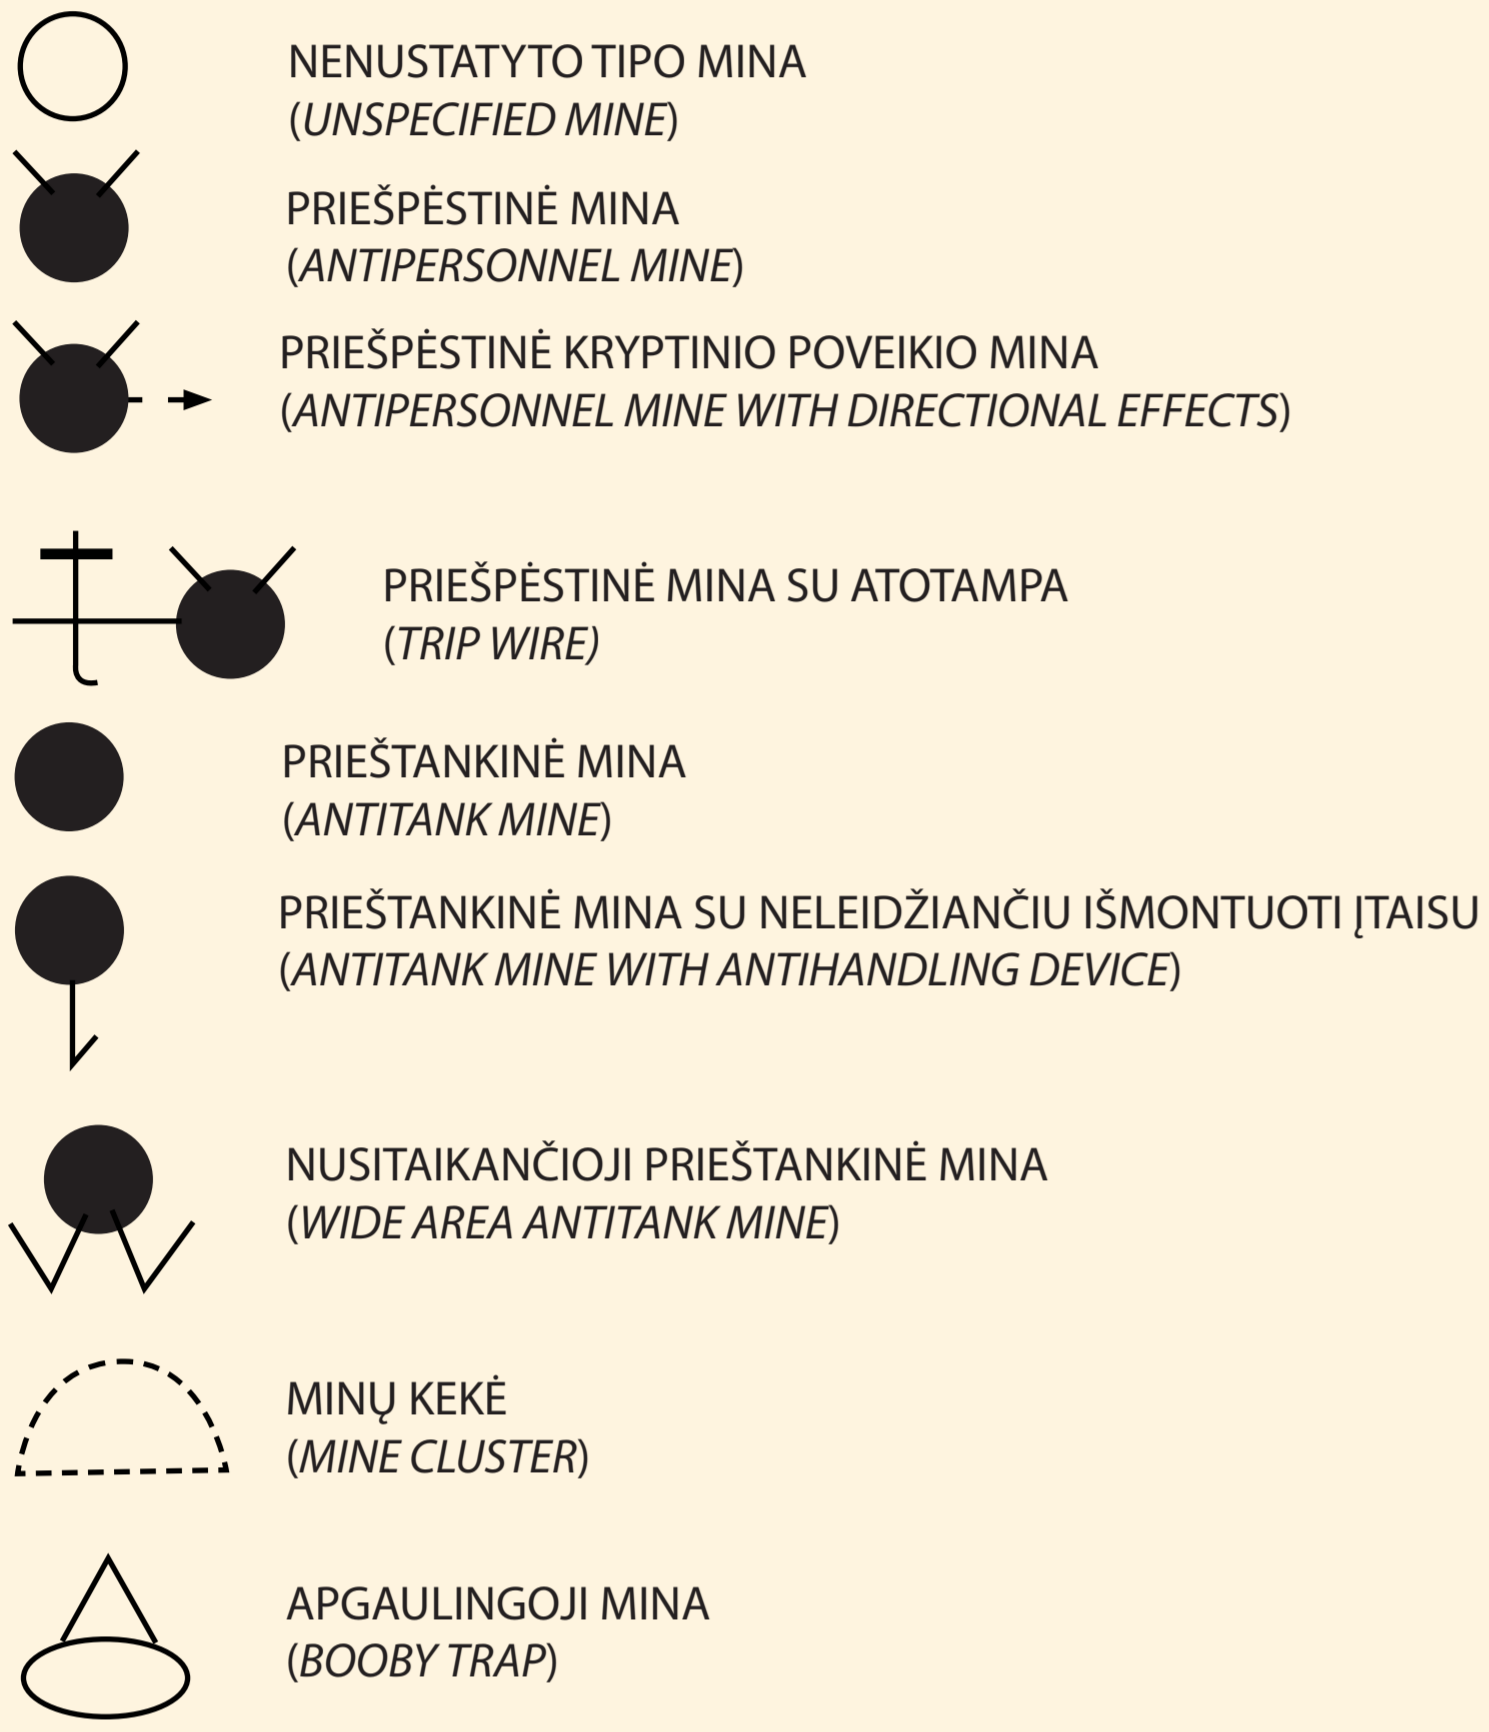 NENUSTATYTO TIPO MINA
(UNSPECIFIED MINE)
PRIEŠPĖSTINĖ MINA
(ANTIPERSONNEL MINE)
PRIEŠPĖSTINĖ KRYPTINIO POVEIKIO MINA
(ANTIPERSONNEL MINE WITH DIRECTIONAL EFFECTS)
PRIEŠPĖSTINĖ MINA SU ATOTAMPA
(TRIP WIRE)
PRIEŠTANKINĖ MINA
(ANTITANK MINE)
PRIEŠTANKINĖ MINA SU NELEIDŽIANČIU IŠMONTUOTI ĮTAISU
(ANTITANK MINE WITH ANTIHANDLING DEVICE)
NUSITAIKANČIOJI PRIEŠTANKINĖ MINA
(WIDE AREA ANTITANK MINE)
MINŲ KEKĖ
(MINE CLUSTER)
APGAULINGOJI MINA
(BOOBY TRAP)